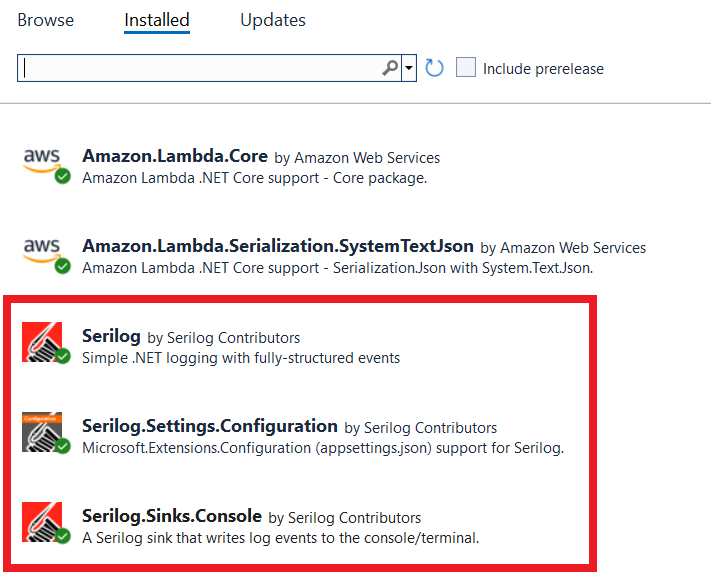 Browse Installed Updates
Include prerelease
aws Amazon.Lambda.Core by Amazon Web Services
Amazon Lambda .NET Core support - Core package.
aws Amazon.Lambda.Serialization.SystemTextJson by Amazon Web Services
Amazon Lambda .NET Core support - Serialization.Json with System.Text.Json.
Serilog by Serilog Contributors
Simple .NET logging with fully-structured events
Configuration
Serilog.Settings.Configuration by Serilog Contributors
Microsoft.Extensions.Configuration (appsettings.json) support for Serilog.
Serilog.Sinks.Console by Serilog Contributors
A Serilog sink that writes log events to the console/terminal.